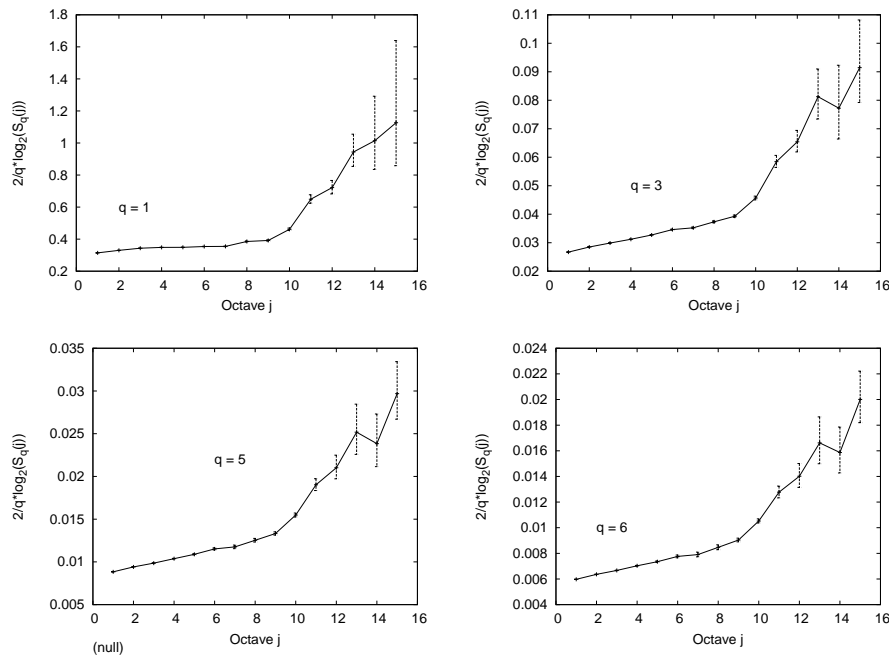 1.8
1.6
1.4
1.2
1
0.8
0.6
0.4
0.2
2/q*log2(Sq(j))
q = 1
0 2 4 6 8 10 12 14 16
Octave j
0.11
0.1
0.09
0.08
0.07
0.06
0.05
0.04
0.03
0.02
2/q*log2(Sq(j))
q = 3
0 2 4 6 8 10 12 14 16
Octave j
0.035
0.03
0.025
0.02
0.015
0.01
0.005
2/q*log2(Sq(j))
q = 5
0 2 4 6 8 10 12 14 16
Octave j
(null)
0.024
0.022
0.02
0.018
0.016
0.014
0.012
0.01
0.008
0.006
0.004
2/q*log2(Sq(j))
q = 6
0 2 4 6 8 10 12 14 16
Octave j